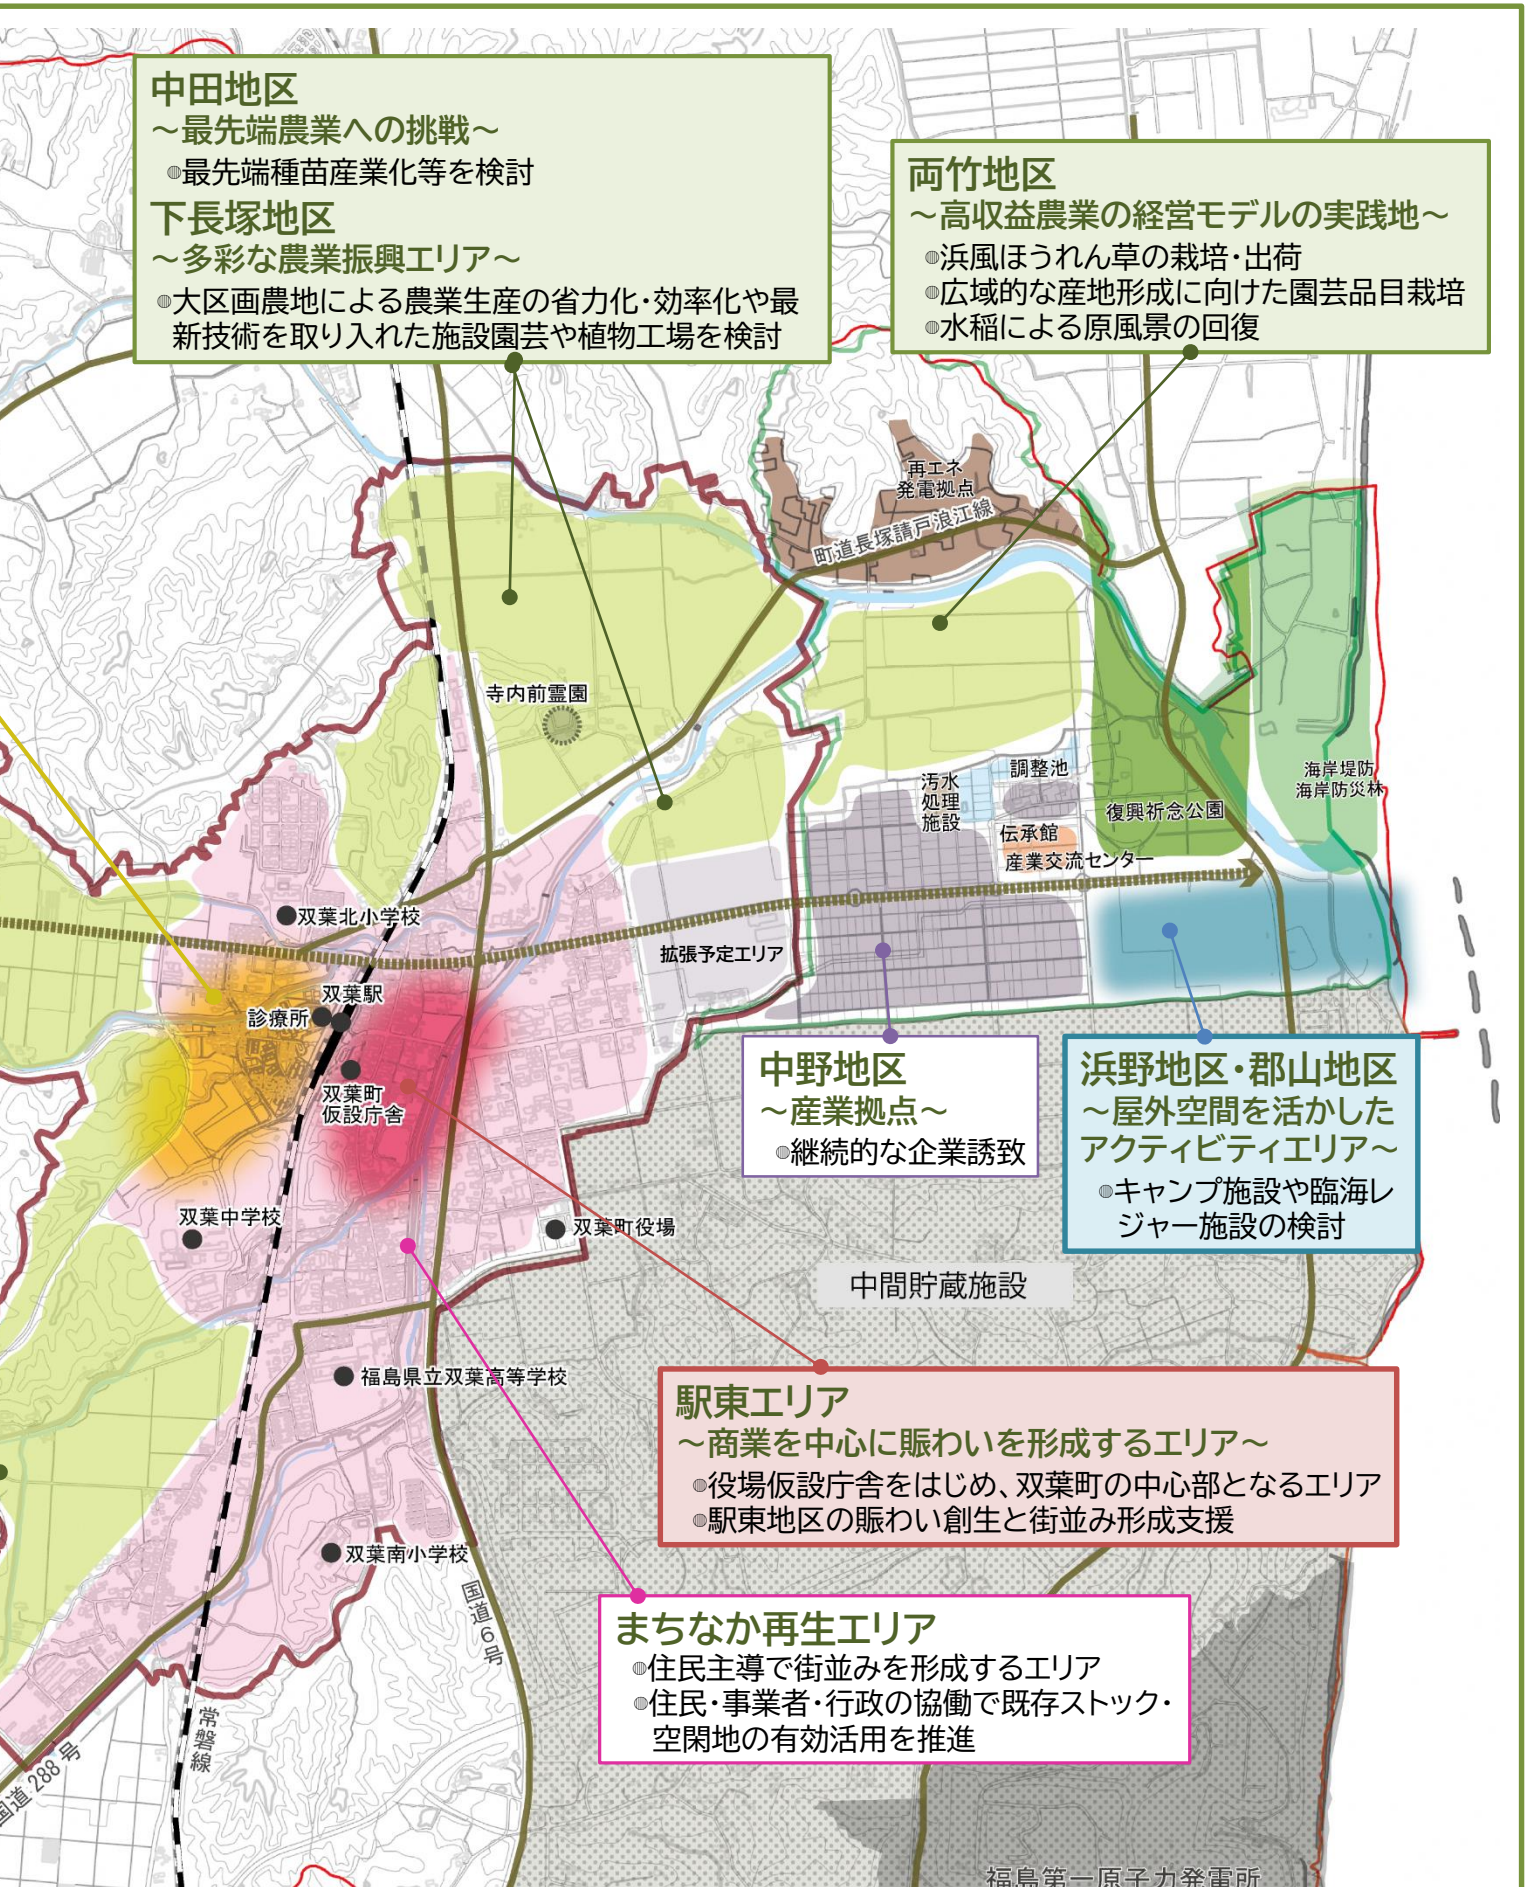 中田地区
～最先端農業への挑戦～
◍最先端種苗産業化等を検討
下長塚地区
～多彩な農業振興エリア～
◍大区画農地による農業生産の省力化・効率化や最
新技術を取り入れた施設園芸や植物工場を検討
両竹地区
～高収益農業の経営モデルの実践地～
◍浜風ほうれん草の栽培・出荷
◍広域的な産地形成に向けた園芸品目栽培
◍水稲による原風景の回復
再エネ
発電拠点
町道長塚請戸浪江線
寺内前霊園
汚水
処理
施設
調整池
伝承館
産業交流センター
復興祈念公園
海岸堤防
海岸防災林
双葉北小学校
拡張予定エリア
双葉駅
診療所
双葉町
仮設庁舎
中野地区
～産業拠点～
◍継続的な企業誘致
浜野地区・郡山地区
～屋外空間を活かした
アクティビティエリア～
◍キャンプ施設や臨海レ
ジャー施設の検討
双葉中学校
双葉町役場
中間貯蔵施設
福島県立双葉高等学校
駅東エリア
～商業を中心に賑わいを形成するエリア～
◍役場仮設庁舎をはじめ、双葉町の中心部となるエリア
◍駅東地区の賑わい創生と街並み形成支援
双葉南小学校
国道6号
まちなか再生エリア
◍住民主導で街並みを形成するエリア
◍住民・事業者・行政の協働で既存ストック・
空閑地の有効活用を推進
常磐線
国道288号
福島第一原子力発電所